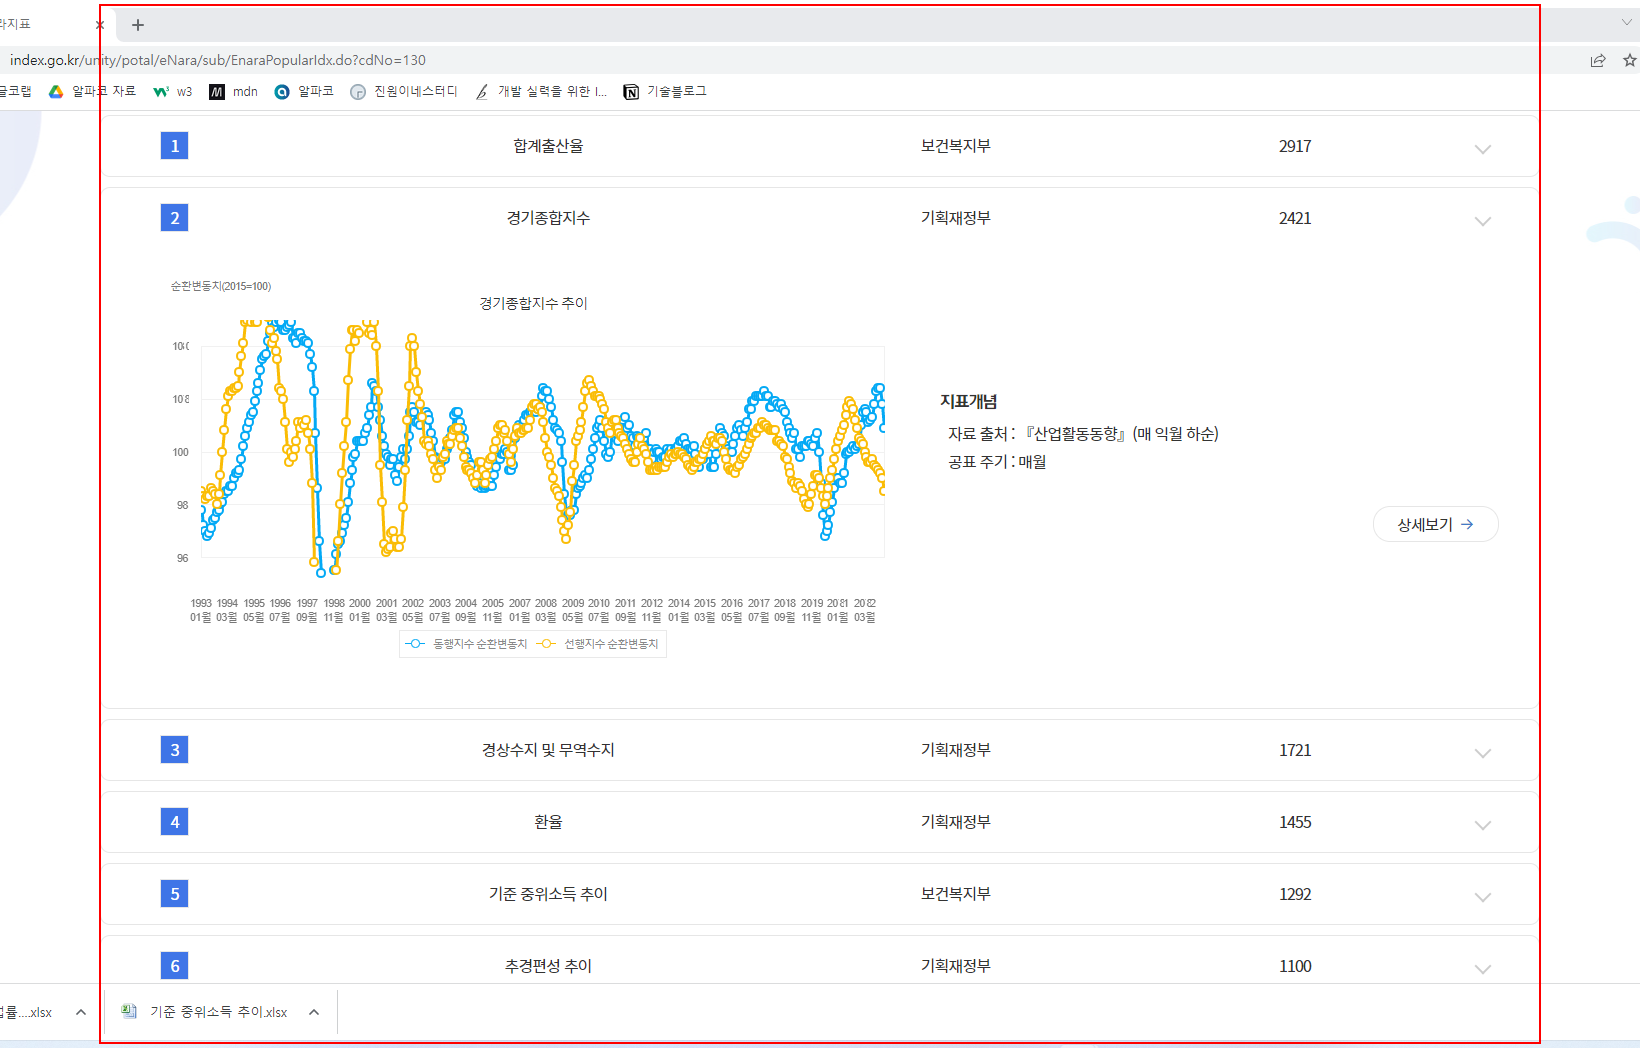 라지표
index.go.kr/unity/potal/eNara/sub/EnaraPopularIdx.do?cdNo=130
글코랩 알파코 자료 w3 mdn 알파코 진원이네스터디 개발 실력을 위한 I... 기술블로그
1 합계출산율 보건복지부 2917
2 경기종합지수 기획재정부 2421
순환변동치(2015=100)
경기종합지수 추이
100
98
96
1993 1994 1995 1996 1997 1998 2000 2001 2002 2003 2004 2005 2007 2008 2009 2010 2011 2012 2014 2015 2016 2017 2018 2019
01월 03월 05월 07월 09월 11월 01월 03월 05월 07월 09월 11월 01월 03월 05월 07월 09월 11월 01월 03월 05월 07월 09월 11월 01월 03월
동행지수 순환변동치 선행지수 순환변동치
지표개념
자료 출처 : 『산업활동동향』(매 익월 하순)
공표 주기 : 매월
상세보기
3 경상수지 및 무역수지 기획재정부 1721
4 환율 기획재정부 1455
5 기준 중위소득 추이 보건복지부 1292
6 추경편성 추이 기획재정부 1100
률....xlsx 기준 중위소득 추이.xlsx